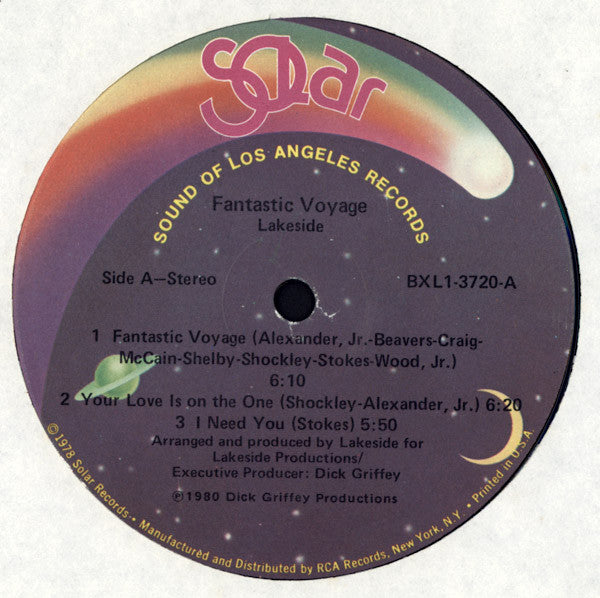 Solar
SOUND OF LOS ANGELES RECORDS
Fantastic Voyage
Lakeside
Side A—Stereo
BXL1-3720-A
1 Fantastic Voyage (Alexander, Jr.-Beavers-Craig-
McCain-Shelby-Shockley-Stokes-Wood, Jr.)
6:10
2 Your Love Is on the One (Shockley-Alexander, Jr.) 6:20
3 I Need You (Stokes) 5:50
Arranged and produced by Lakeside for
Lakeside Productions/
Executive Producer: Dick Griffey
℗1980 Dick Griffey Productions
©1978 Solar Records • Manufactured and Distributed by RCA Records, New York, N.Y. • Printed in U.S.A.